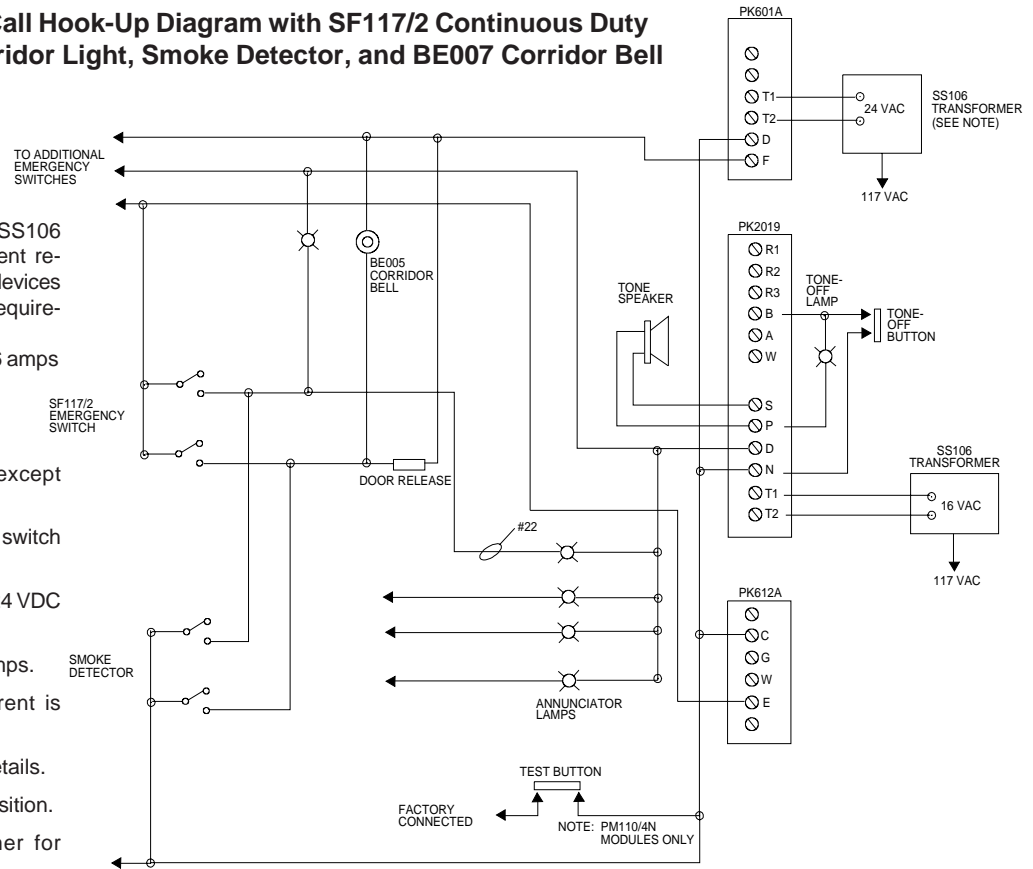 Call Hook-Up Diagram with SF117/2 Continuous Duty
ridor Light, Smoke Detector, and BE007 Corridor Bell
SS106
ent re-
devices
equire-
amps
except
switch
4 VDC
nps.
rent is
etails.
sition.
ner for
TO ADDITIONAL
EMERGENCY
SWITCHES
BE005
CORRIDOR
BELL
SF117/2
EMERGENCY
SWITCH
DOOR RELEASE
#22
SMOKE
DETECTOR
ANNUNCIATOR
LAMPS
TEST BUTTON
FACTORY
CONNECTED
NOTE: PM110/4N
MODULES ONLY
TONE
SPEAKER
PK601A
T1
T2
D
F
24 VAC
SS106
TRANSFORMER
(SEE NOTE)
117 VAC
PK2019
R1
R2
R3
B
A
W
S
P
D
N
T1
T2
TONE-
OFF
LAMP
TONE-
OFF
BUTTON
SS106
TRANSFORMER
16 VAC
117 VAC
PK612A
C
G
W
E